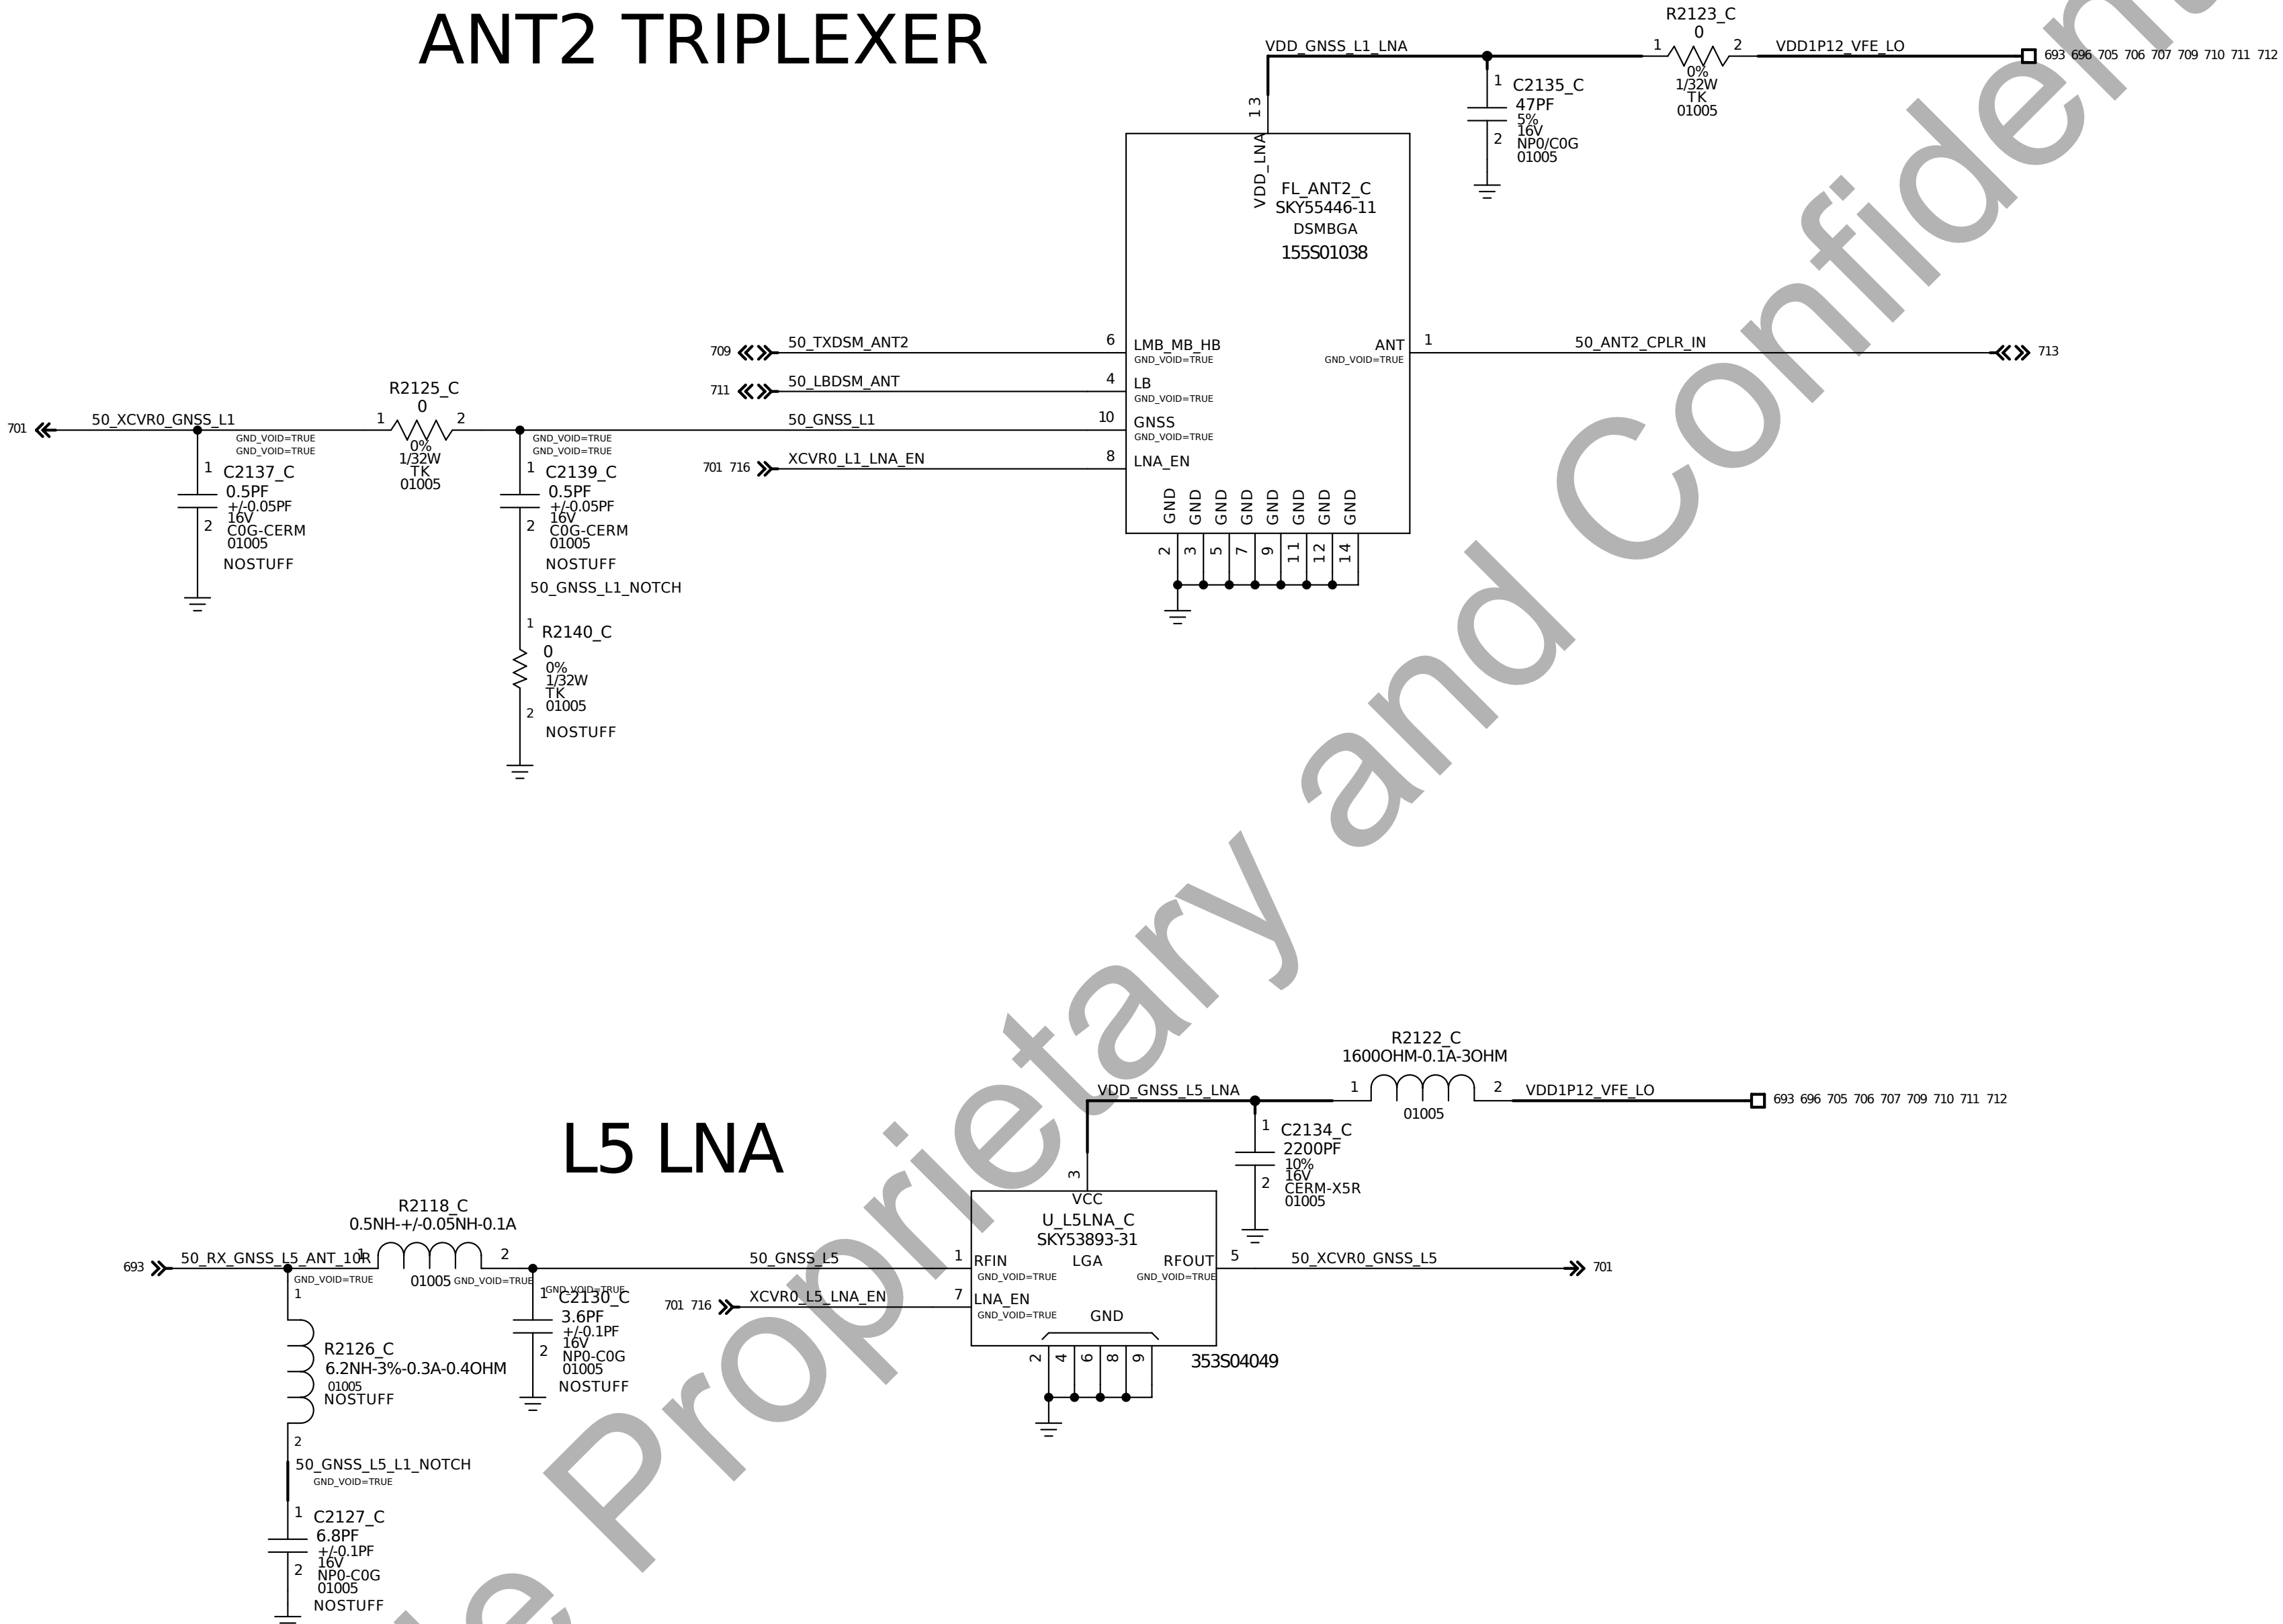 ANT2 TRIPLEXER
R2123_C
0
VDD_GNSS_L1_LNA
1
2
VDD1P12_VFE_LO
693 696 705 706 707 709 710 711 712
0%
1/32W
TK
01005
1
C2135_C
47PF
5%
16V
2
NP0/C0G
01005
13
VDD_LNA
FL_ANT2_C
SKY55446-11
DSMBGA
155S01038
709
50_TXDSM_ANT2
6
LMB_MB_HB
GND_VOID=TRUE
ANT
GND_VOID=TRUE
1
50_ANT2_CPLR_IN
713
711
50_LBDSM_ANT
4
LB
GND_VOID=TRUE
R2125_C
0
701
50_XCVR0_GNSS_L1
1
2
50_GNSS_L1
10
GNSS
GND_VOID=TRUE
GND_VOID=TRUE
GND_VOID=TRUE
0%
1/32W
TK
01005
GND_VOID=TRUE
GND_VOID=TRUE
701 716
XCVR0_L1_LNA_EN
8
LNA_EN
1
C2137_C
0.5PF
+/-0.05PF
16V
2
C0G-CERM
01005
NOSTUFF
1
C2139_C
0.5PF
+/-0.05PF
16V
2
C0G-CERM
01005
NOSTUFF
50_GNSS_L1_NOTCH
GND GND GND GND GND GND GND GND
2 3 5 7 9 11 12 14
1
R2140_C
0
0%
1/32W
TK
01005
2
NOSTUFF
L5 LNA
R2122_C
1600OHM-0.1A-3OHM
VDD_GNSS_L5_LNA
1
2
VDD1P12_VFE_LO
693 696 705 706 707 709 710 711 712
01005
1
C2134_C
2200PF
10%
16V
2
CERM-X5R
01005
3
VCC
U_L5LNA_C
SKY53893-31
LGA
R2118_C
0.5NH-+/-0.05NH-0.1A
693
50_RX_GNSS_L5_ANT_10R
1
2
50_GNSS_L5
1
RFIN
GND_VOID=TRUE
RFOUT
GND_VOID=TRUE
5
50_XCVR0_GNSS_L5
701
GND_VOID=TRUE
01005
GND_VOID=TRUE
GND_VOID=TRUE
701 716
XCVR0_L5_LNA_EN
7
LNA_EN
GND_VOID=TRUE
GND
2 4 6 8 9
353S04049
1
C2130_C
3.6PF
+/-0.1PF
16V
2
NP0-C0G
01005
NOSTUFF
1
R2126_C
6.2NH-3%-0.3A-0.4OHM
01005
NOSTUFF
2
50_GNSS_L5_L1_NOTCH
GND_VOID=TRUE
1
C2127_C
6.8PF
+/-0.1PF
16V
2
NP0-C0G
01005
NOSTUFF
Proprietary and